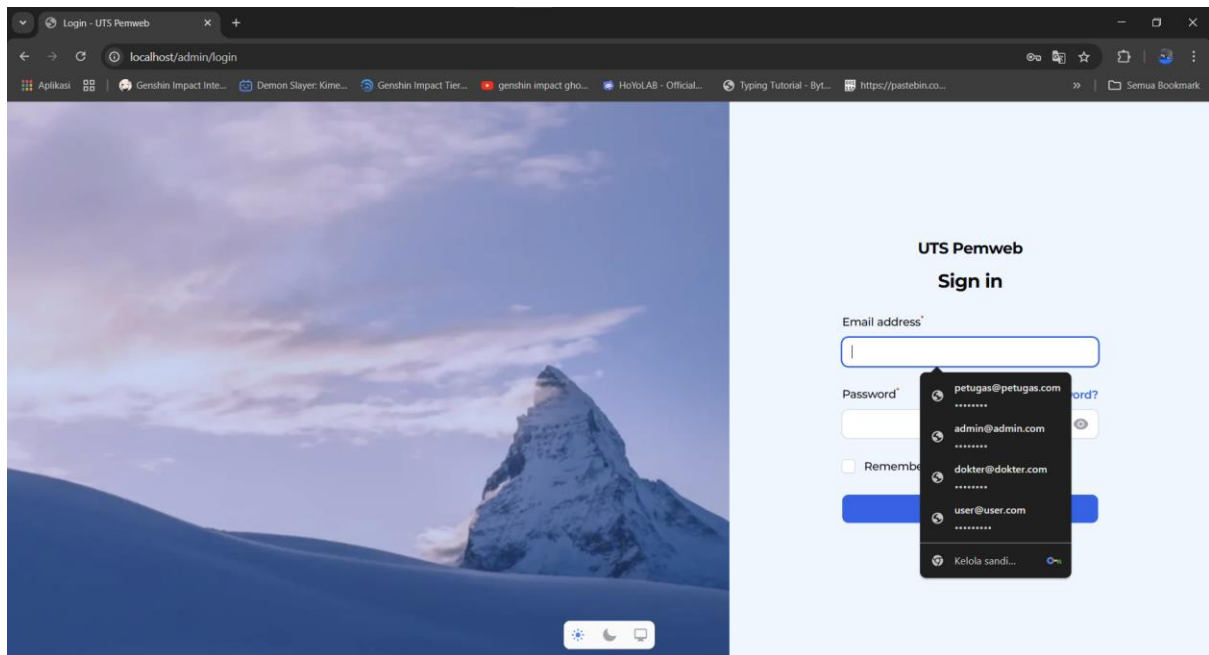 Login - UTS Pemweb
localhost/admin/login
Aplikasi
Genshin Impact Inte...
Demon Slayer: Kime...
Genshin Impact Tier...
genshin impact gho...
HoYoLAB - Official...
Typing Tutorial - Byt...
https://pastebin.co...
»
Semua Bookmark
UTS Pemweb
Sign in
Email address*
Password*
ord?
Remembe
petugas@petugas.com
••••••••
admin@admin.com
••••••••
dokter@dokter.com
••••••••
user@user.com
•••••••••
Kelola sandi...